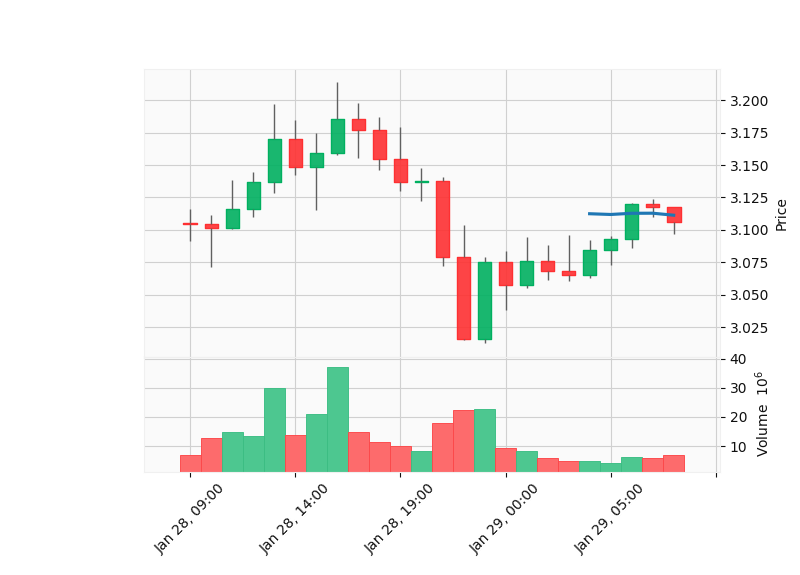 3.200
3.175
3.150
3.125
3.100
3.075
3.050
3.025
Price
40
30
20
10
Volume 10^6
Jan 28, 09:00
Jan 28, 14:00
Jan 28, 19:00
Jan 29, 00:00
Jan 29, 05:00